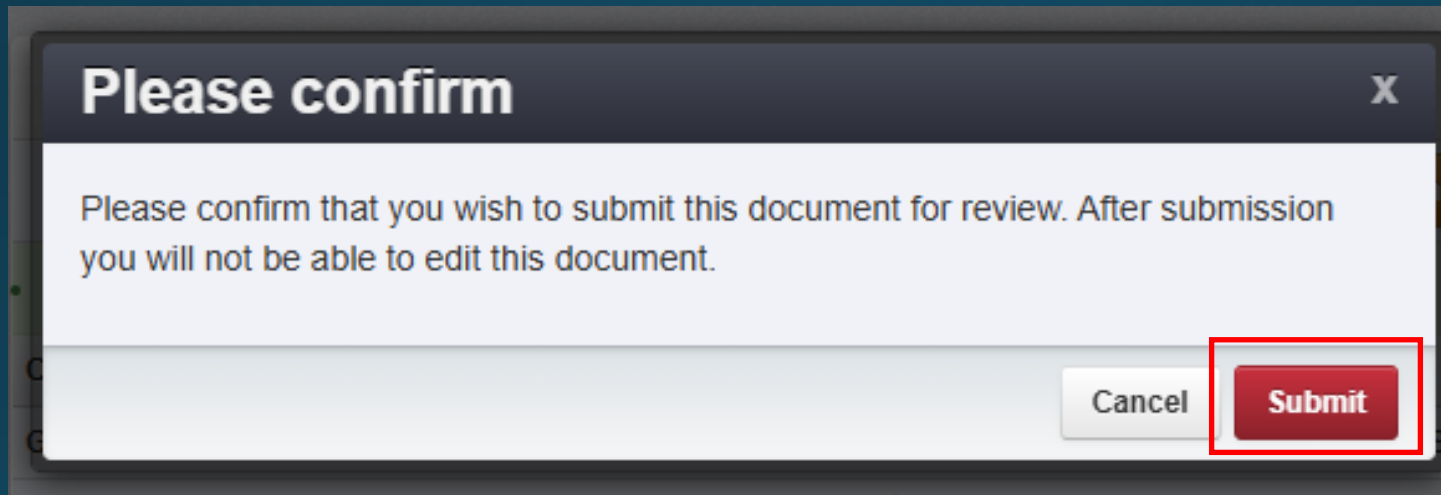 Please confirm
x
Please confirm that you wish to submit this document for review. After submission
you will not be able to edit this document.
Cancel
Submit